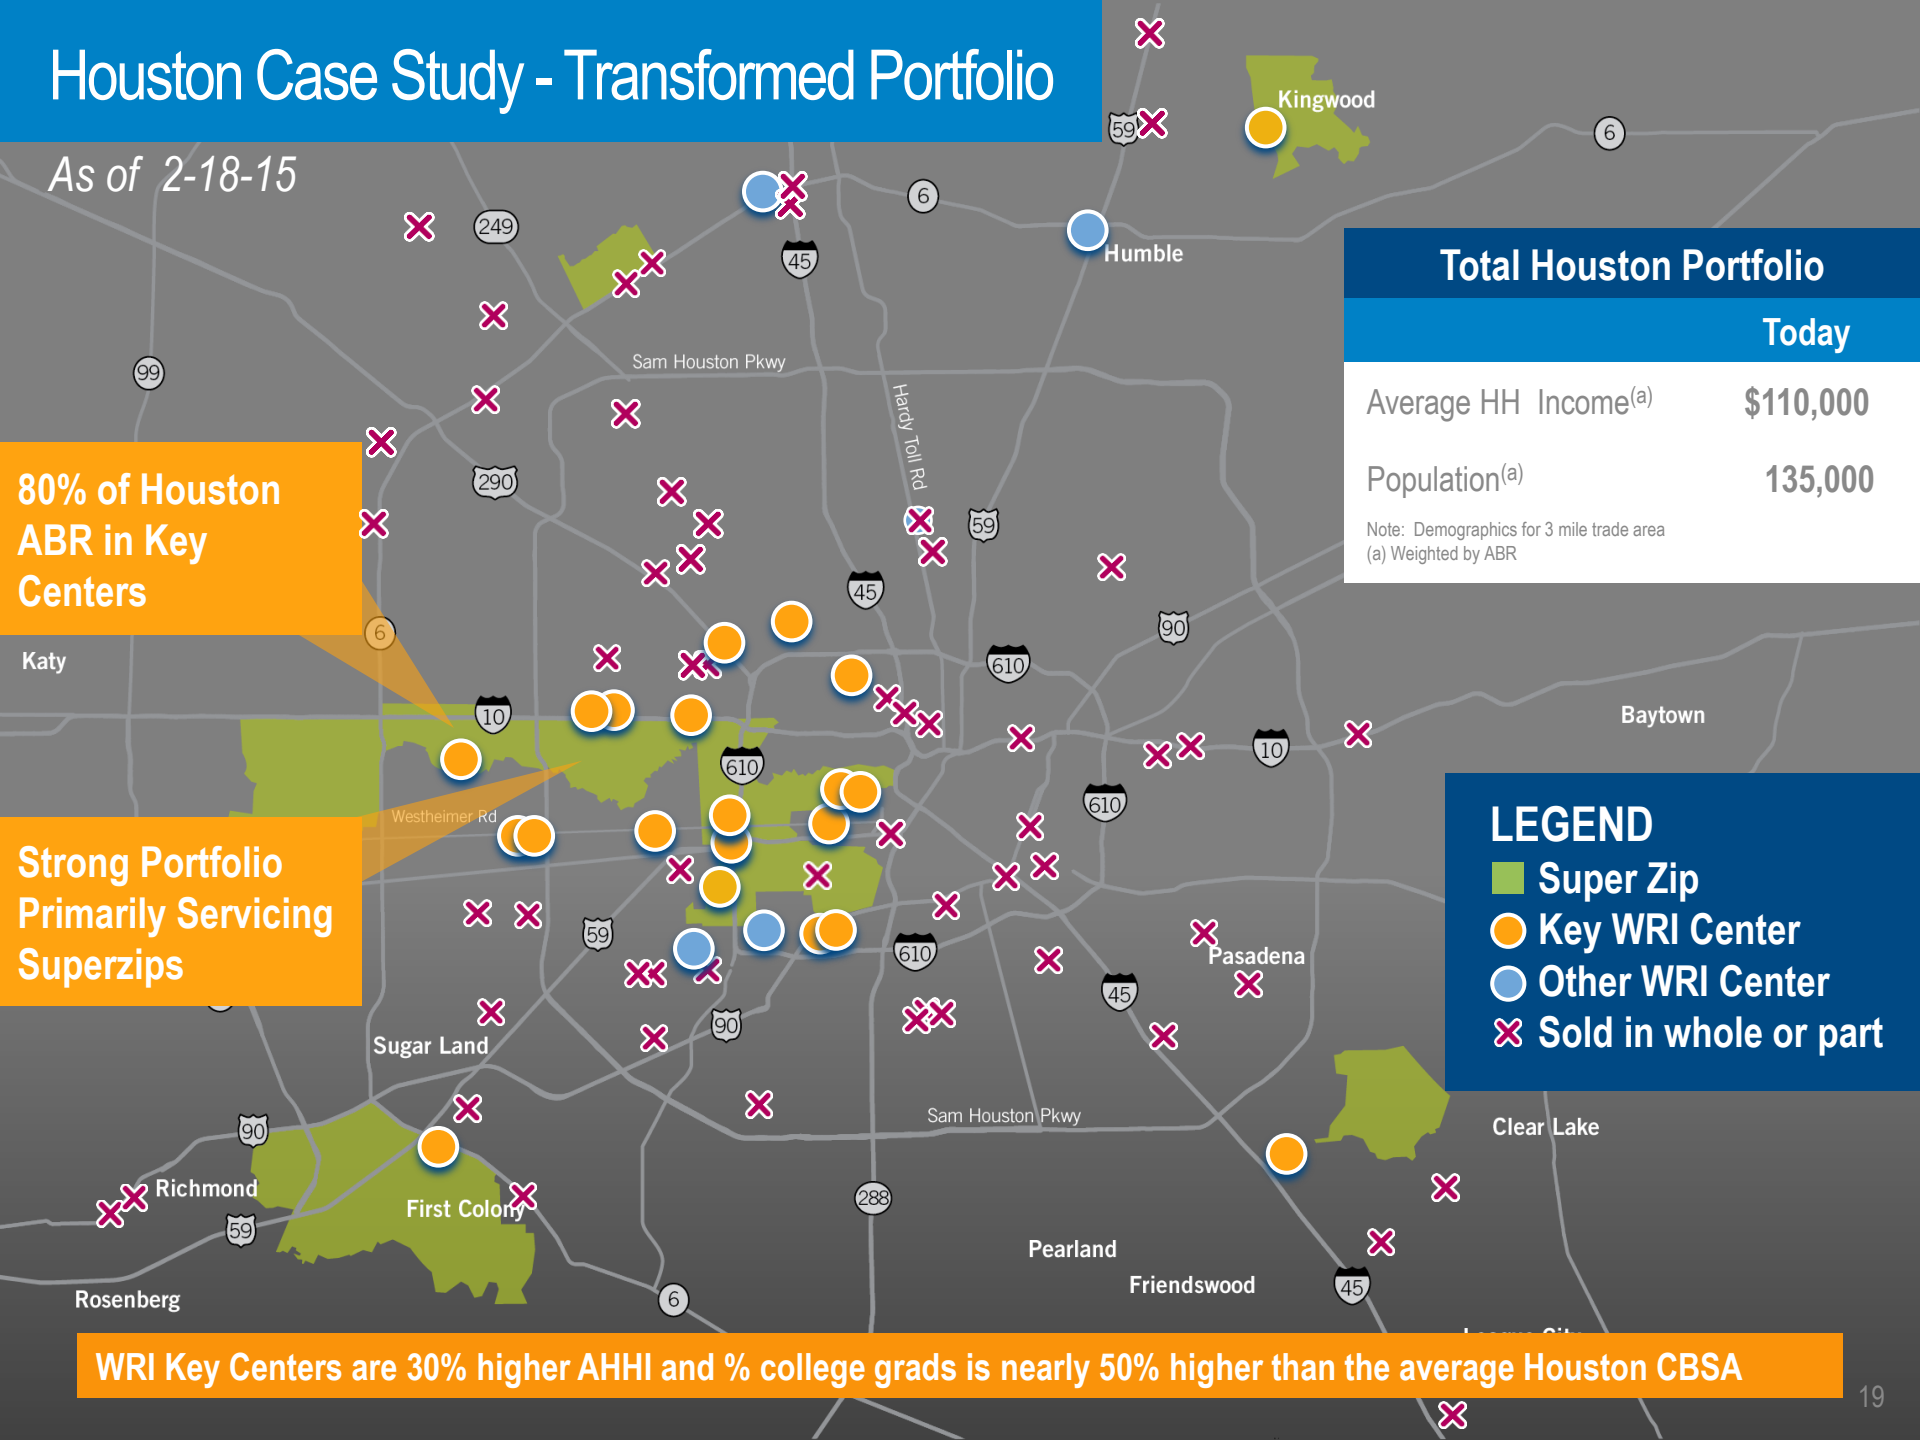 Houston Case Study - Transformed Portfolio
As of 2-18-15
Kingwood
59
6
6
249
45
Humble
Total Houston Portfolio
Today
Average HH Income(a) $110,000
Population(a) 135,000
Note: Demographics for 3 mile trade area
(a) Weighted by ABR
Sam Houston Pkwy
99
Hardy Toll Rd
290
59
80% of Houston
ABR in Key
Centers
45
6
90
Katy
610
10
Baytown
610
10
610
Westheimer Rd
Strong Portfolio
Primarily Servicing
Superzips
LEGEND
Super Zip
Key WRI Center
Other WRI Center
Sold in whole or part
59
610
Pasadena
45
90
Sugar Land
Sam Houston Pkwy
90
Clear Lake
Richmond
First Colony
288
59
Pearland
Friendswood
45
Rosenberg
6
WRI Key Centers are 30% higher AHHI and % college grads is nearly 50% higher than the average Houston CBSA
19